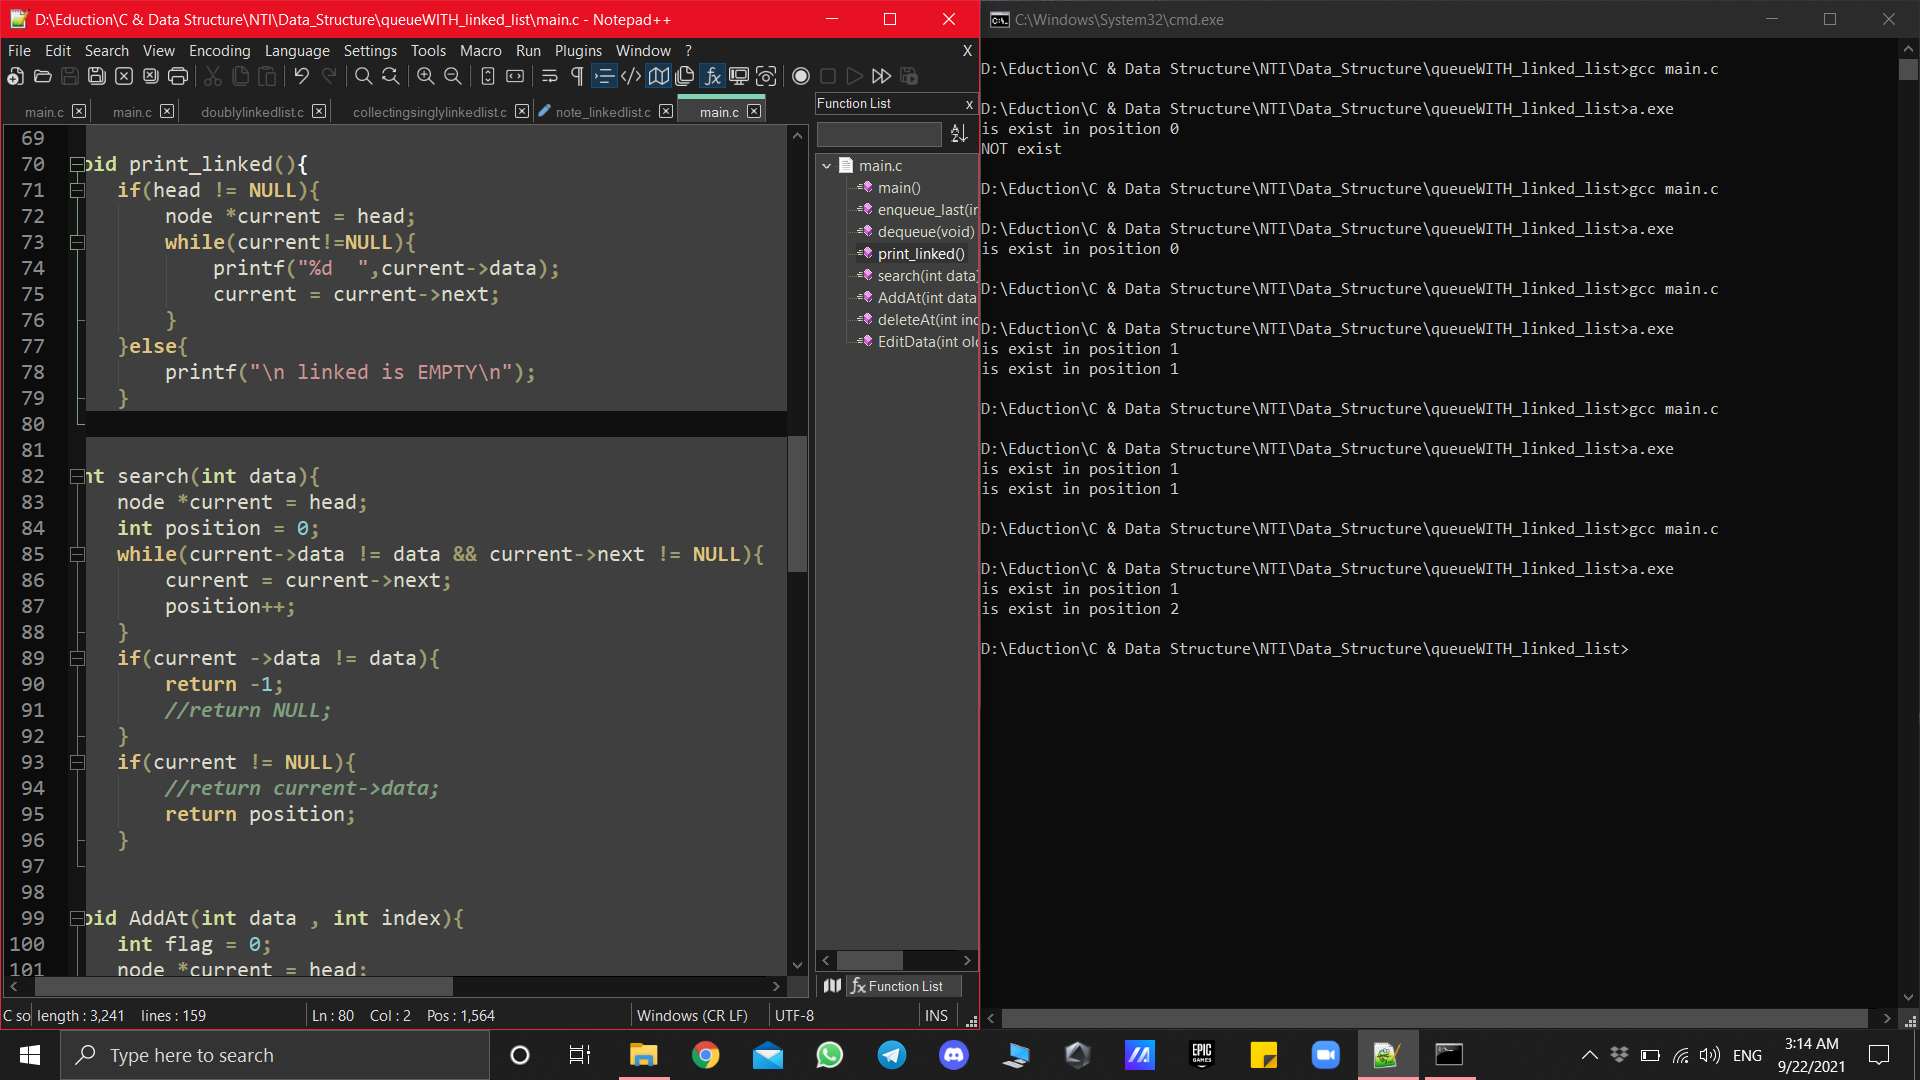 D:\Eduction\C & Data Structure\NTI\Data_Structure\queueWITH_linked_list\main.c - Notepad++
File Edit Search View Encoding Language Settings Tools Macro Run Plugins Window ?
X
main.c
main.c
doublylinkedlist.c
collectingsinglylinkedlist.c
note_linkedlist.c
main.c
69
70 oid print_linked(){
71 if(head != NULL){
72 node *current = head;
73 while(current!=NULL){
74 printf("%d  ",current->data);
75 current = current->next;
76 }
77 }else{
78 printf("\n linked is EMPTY\n");
79 }
80
81
82 nt search(int data){
83 node *current = head;
84 int position = 0;
85 while(current->data != data && current->next != NULL){
86 current = current->next;
87 position++;
88 }
89 if(current ->data != data){
90 return -1;
91 //return NULL;
92 }
93 if(current != NULL){
94 //return current->data;
95 return position;
96 }
97
98
99 oid AddAt(int data , int index){
100 int flag = 0;
101 node *current = head;
Function List
x
main.c
main()
enqueue_last(in
dequeue(void)
print_linked()
search(int data)
AddAt(int data
deleteAt(int ind
EditData(int old
Function List
C so length : 3,241 lines : 159 Ln : 80 Col : 2 Pos : 1,564 Windows (CR LF) UTF-8 INS
C:\Windows\System32\cmd.exe
D:\Eduction\C & Data Structure\NTI\Data_Structure\queueWITH_linked_list>gcc main.c
D:\Eduction\C & Data Structure\NTI\Data_Structure\queueWITH_linked_list>a.exe
is exist in position 0
NOT exist
D:\Eduction\C & Data Structure\NTI\Data_Structure\queueWITH_linked_list>gcc main.c
D:\Eduction\C & Data Structure\NTI\Data_Structure\queueWITH_linked_list>a.exe
is exist in position 0
D:\Eduction\C & Data Structure\NTI\Data_Structure\queueWITH_linked_list>gcc main.c
D:\Eduction\C & Data Structure\NTI\Data_Structure\queueWITH_linked_list>a.exe
is exist in position 1
is exist in position 1
D:\Eduction\C & Data Structure\NTI\Data_Structure\queueWITH_linked_list>gcc main.c
D:\Eduction\C & Data Structure\NTI\Data_Structure\queueWITH_linked_list>a.exe
is exist in position 1
is exist in position 1
D:\Eduction\C & Data Structure\NTI\Data_Structure\queueWITH_linked_list>gcc main.c
D:\Eduction\C & Data Structure\NTI\Data_Structure\queueWITH_linked_list>a.exe
is exist in position 1
is exist in position 2
D:\Eduction\C & Data Structure\NTI\Data_Structure\queueWITH_linked_list>
Type here to search
EPIC
GAMES
ENG
3:14 AM
9/22/2021